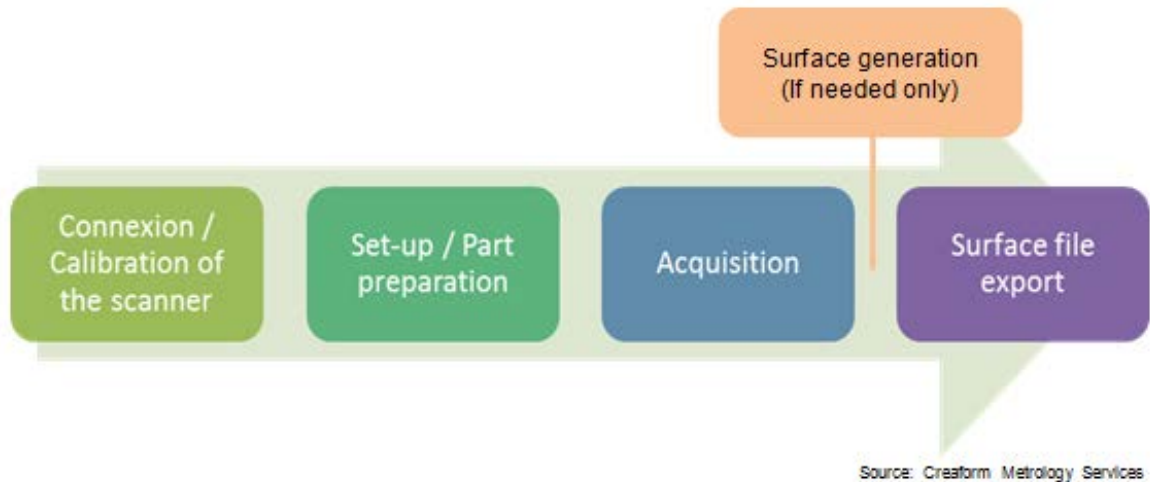 Surface generation
(If needed only)
Connexion /
Calibration of
the scanner
Set-up / Part
preparation
Acquisition
Surface file
export
Source: Creaform Metrology Services